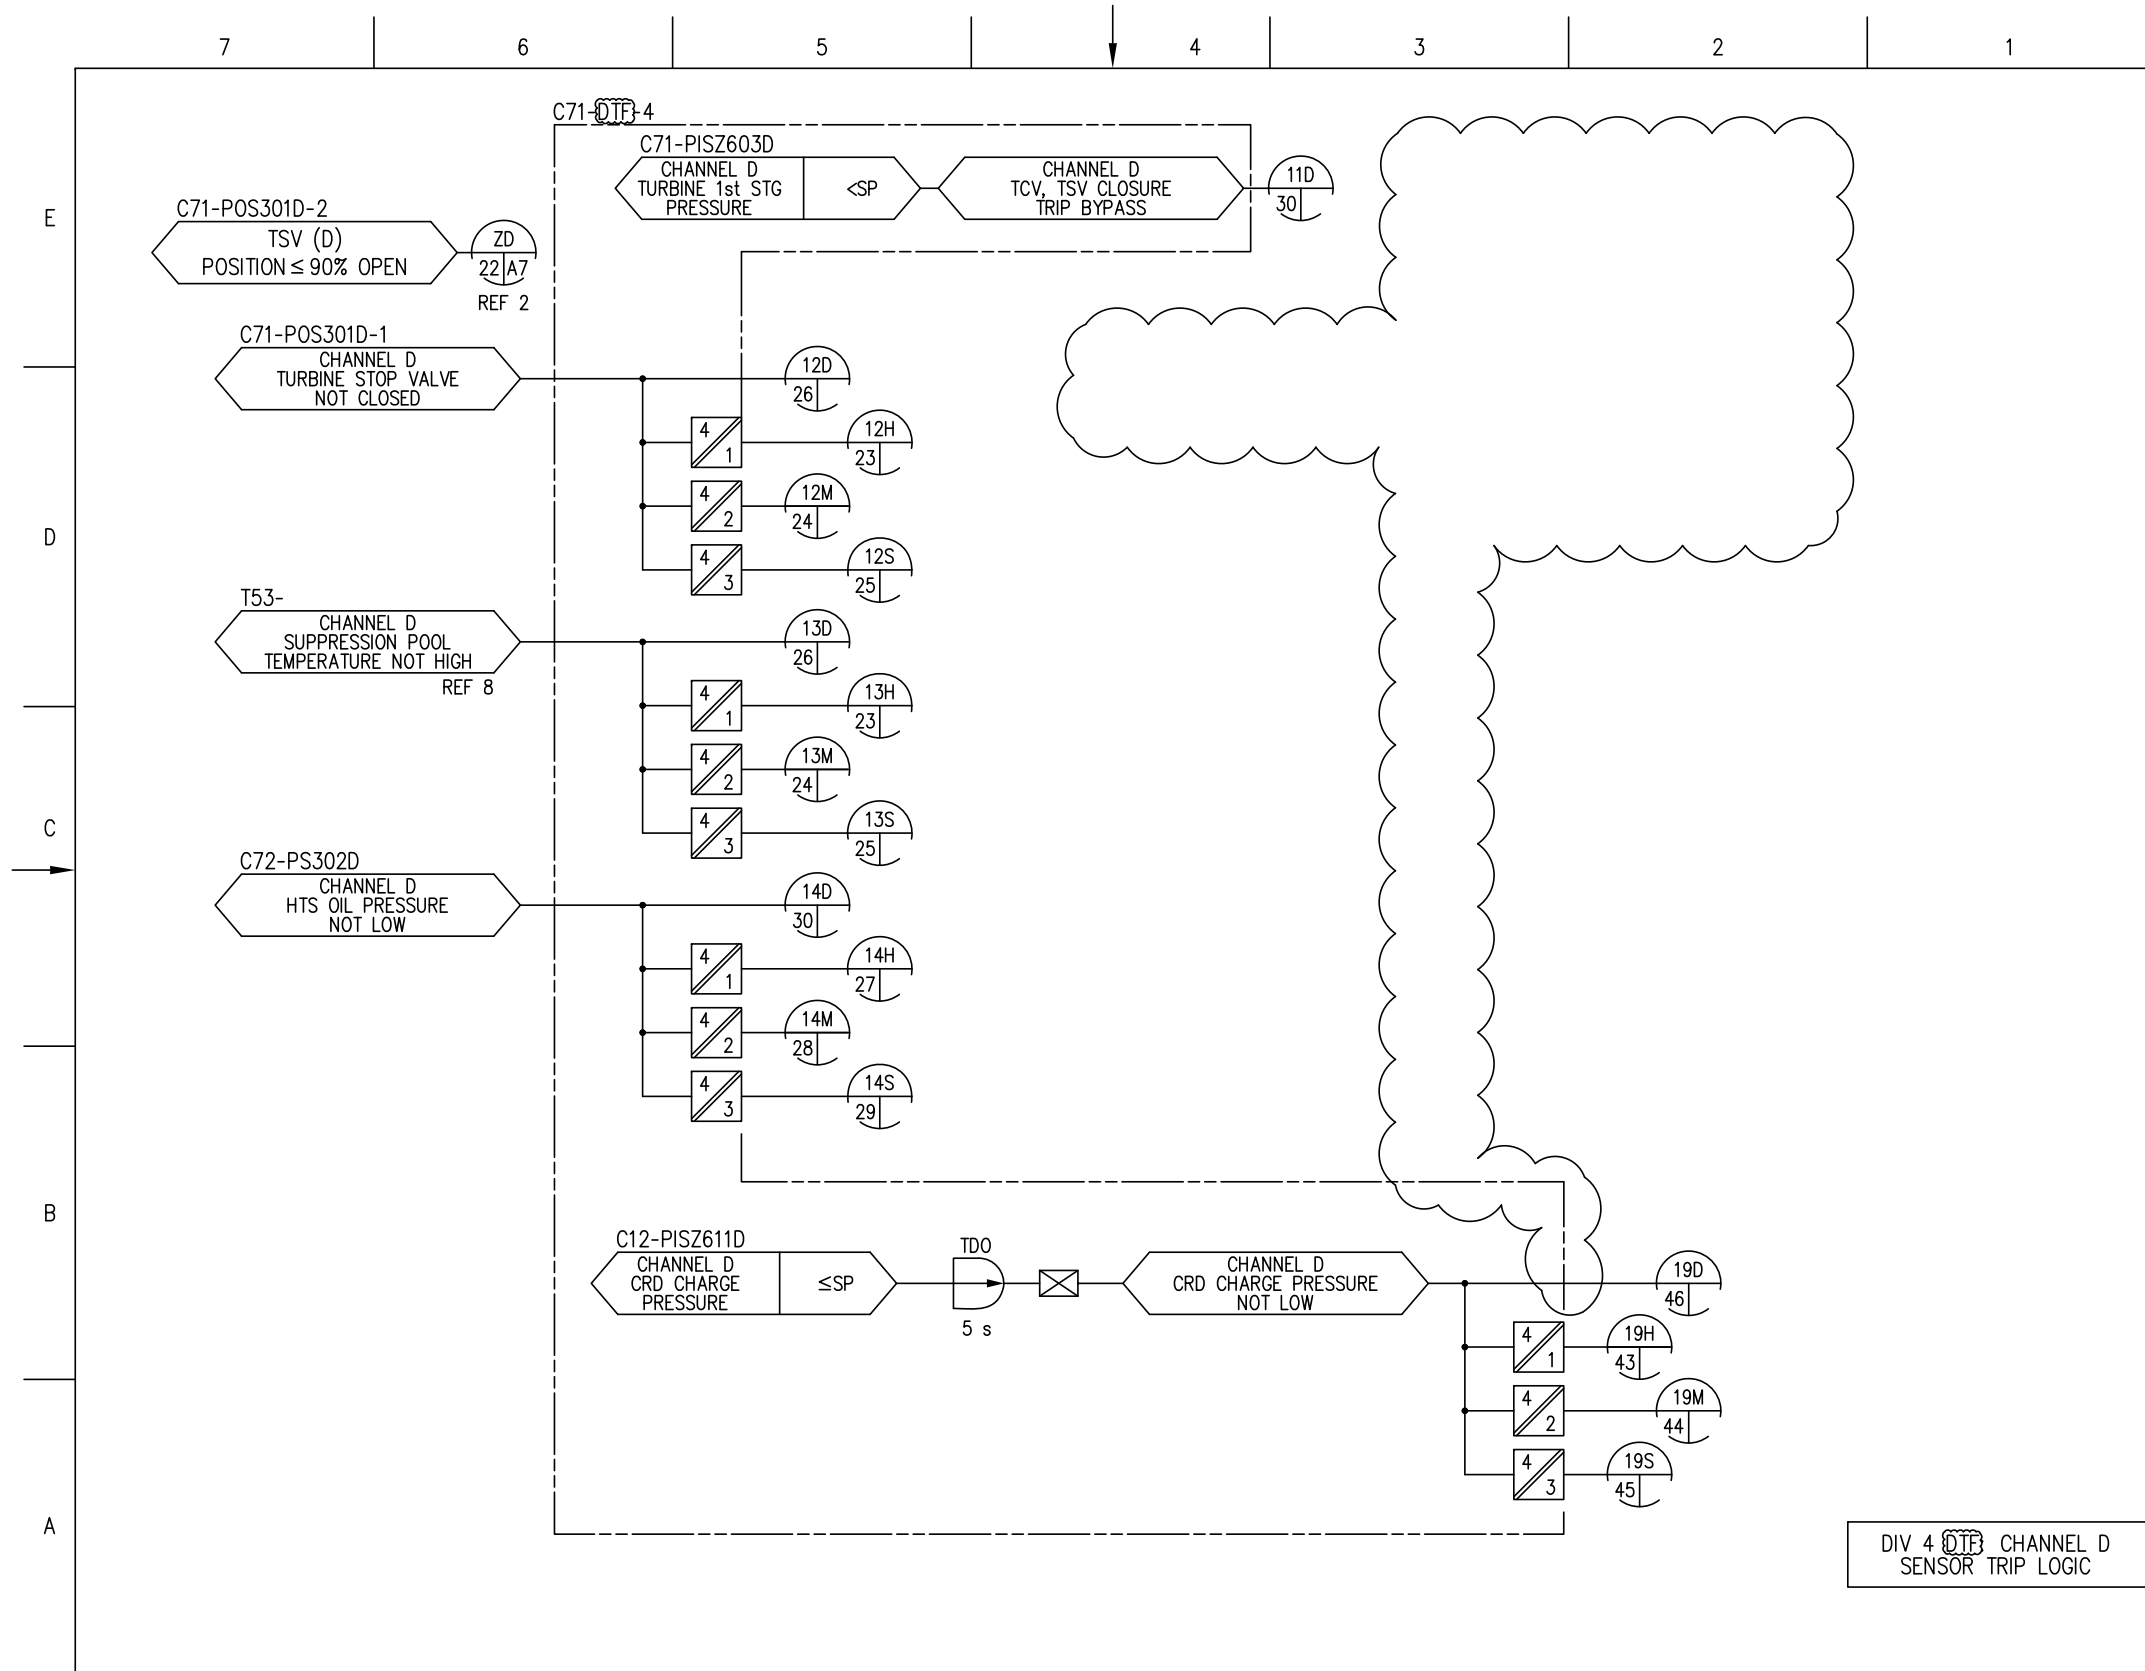 7 6 5 4 3 2 1
C71-DTF-4
C71-PISZ603D
CHANNEL D
TURBINE 1st STG
PRESSURE
<SP
CHANNEL D
TCV, TSV CLOSURE
TRIP BYPASS
11D
30
E
C71-POS301D-2
TSV (D)
POSITION ≤ 90% OPEN
ZD
22 A7
REF 2
C71-POS301D-1
CHANNEL D
TURBINE STOP VALVE
NOT CLOSED
12D
26
4
1
12H
23
4
2
12M
24
D
4
3
12S
25
T53-
CHANNEL D
SUPPRESSION POOL
TEMPERATURE NOT HIGH
REF 8
13D
26
4
1
13H
23
4
2
13M
24
C
4
3
13S
25
C72-PS302D
CHANNEL D
HTS OIL PRESSURE
NOT LOW
14D
30
4
1
14H
27
4
2
14M
28
4
3
14S
29
B
C12-PISZ611D
CHANNEL D
CRD CHARGE
PRESSURE
≤SP
TDO
5 s
CHANNEL D
CRD CHARGE PRESSURE
NOT LOW
19D
46
4
1
19H
43
4
2
19M
44
4
3
19S
45
A
DIV 4 DTF CHANNEL D
SENSOR TRIP LOGIC